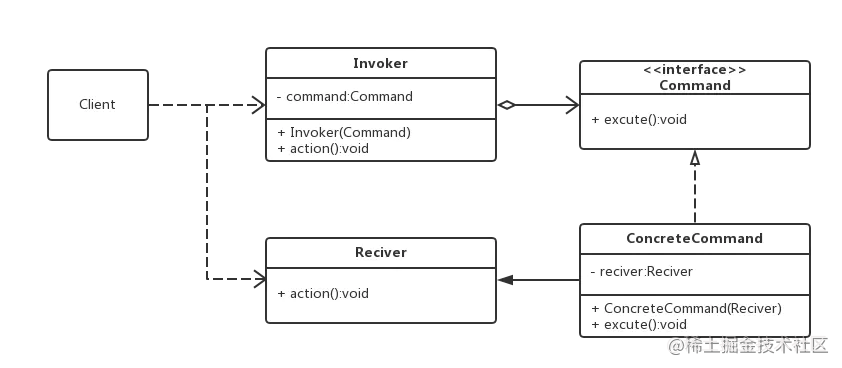 Client
Invoker
- command:Command
+ Invoker(Command)
+ action():void
<<interface>>
Command
+ excute():void
Reciver
+ action():void
ConcreteCommand
- reciver:Reciver
+ ConcreteCommand(Reciver)
+ excute():void
@稀土掘金技术社区